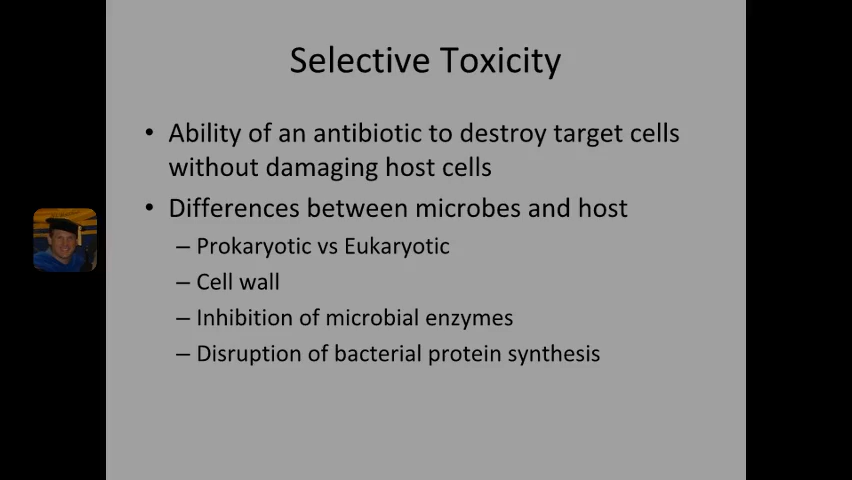 Selective Toxicity
• Ability of an antibiotic to destroy target cells
without damaging host cells
• Differences between microbes and host
– Prokaryotic vs Eukaryotic
– Cell wall
– Inhibition of microbial enzymes
– Disruption of bacterial protein synthesis